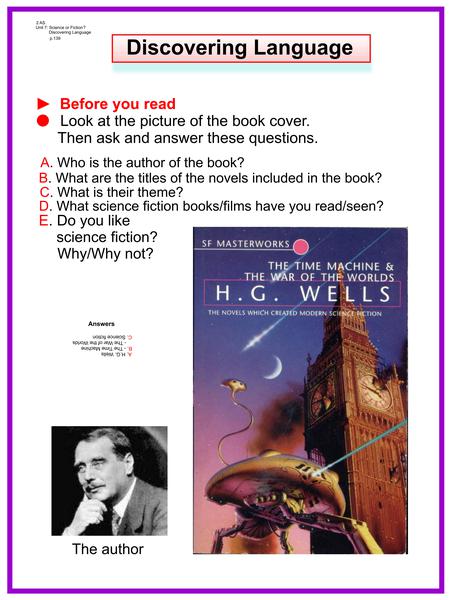 2 AS
Unit 7: Science or Fiction?
Discovering Language
p.139
Discovering Language
Before you read
Look at the picture of the book cover.
Then ask and answer these questions.
A. Who is the author of the book?
B. What are the titles of the novels included in the book?
C. What is their theme?
D. What science fiction books/films have you read/seen?
E. Do you like
science fiction?
Why/Why not?
SF MASTERWORKS
THE TIME MACHINE &
THE WAR OF THE WORLDS
H.G. WELLS
THE NOVELS WHICH CREATED MODERN SCIENCE FICTION
Answers
A. H.G. Wells
B. - The Time Machine
- The War of the Worlds
C. Science fiction
The author